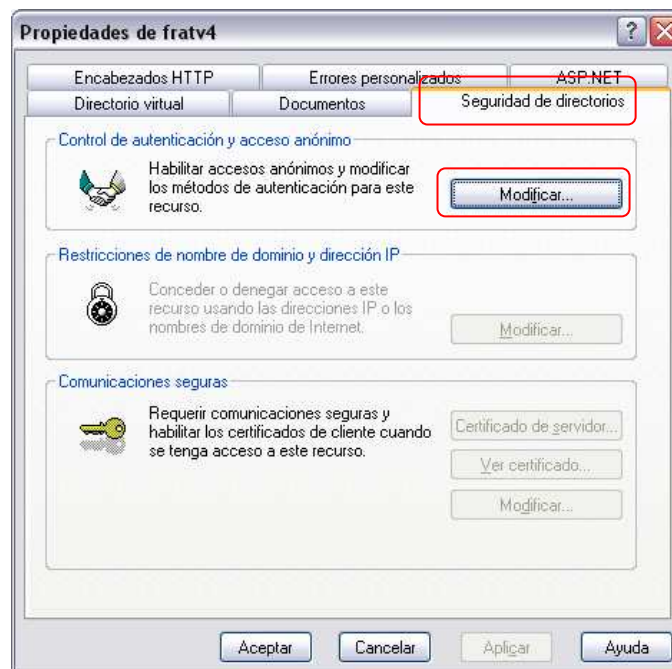 Propiedades de fratv4
Encabezados HTTP
Errores personalizados
ASP.NET
Directorio virtual
Documentos
Seguridad de directorios
Control de autenticación y acceso anónimo
Habilitar accesos anónimos y modificar
los métodos de autenticación para este
recurso.
Modificar...
Restricciones de nombre de dominio y dirección IP
Conceder o denegar acceso a este
recurso usando las direcciones IP o los
nombres de dominio de Internet.
Modificar...
Comunicaciones seguras
Requerir comunicaciones seguras y
habilitar los certificados de cliente cuando
se tenga acceso a este recurso.
Certificado de servidor...
Ver certificado...
Modificar...
Aceptar
Cancelar
Aplicar
Ayuda